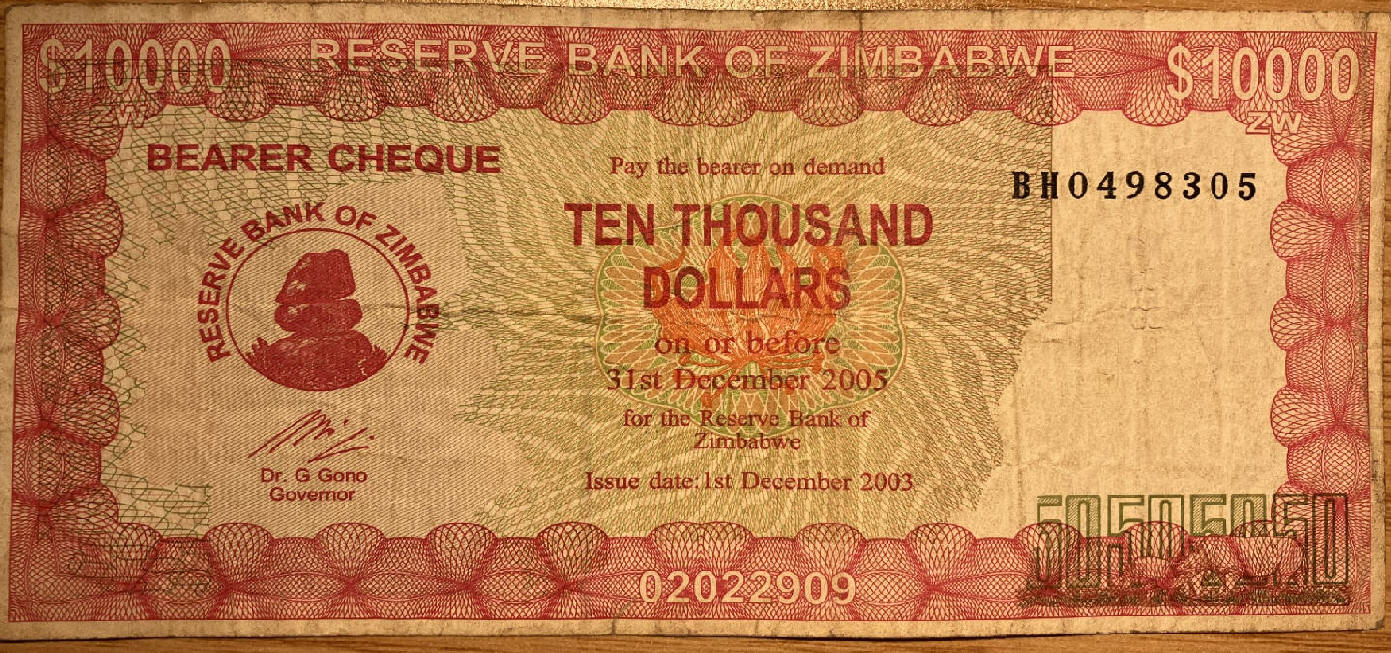 $10000 RESERVE BANK OF ZIMBABWE $10000
ZW
ZW
BEARER CHEQUE
Pay the bearer on demand
BH0498305
TEN THOUSAND
DOLLARS
RESERVE BANK OF ZIMBABWE
on or before
31st December 2005
for the Reserve Bank of
Zimbabwe
Dr. G Gono
Governor
Issue date:1st December 2003
50505050
02022909